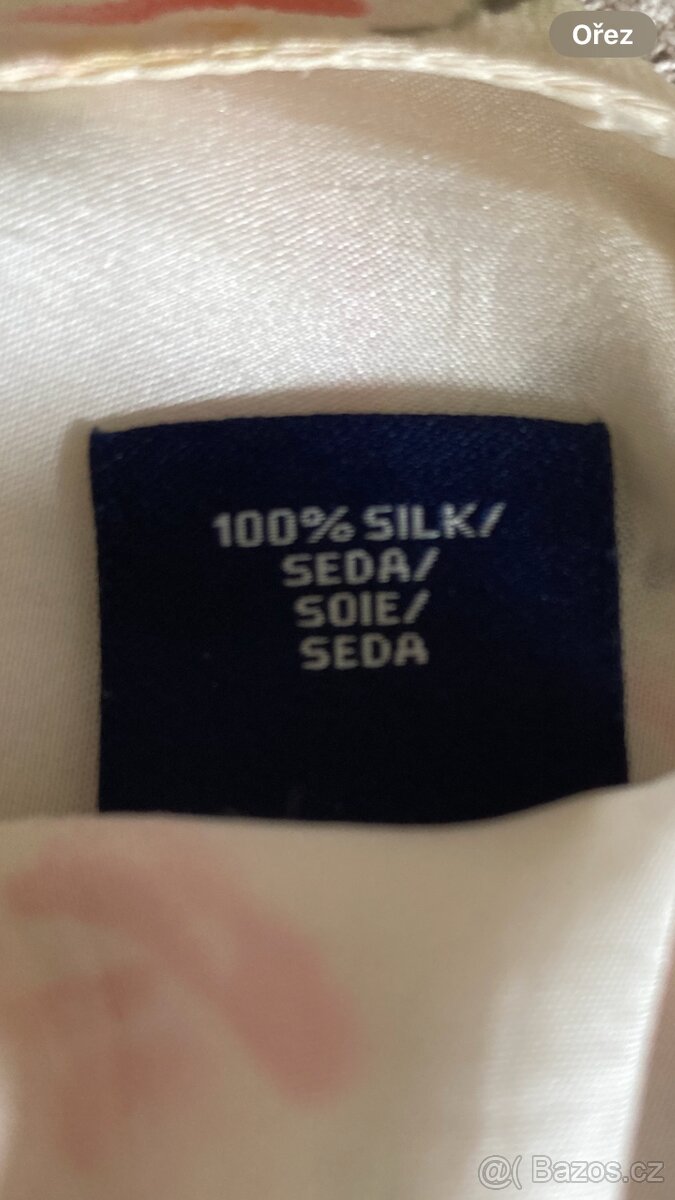 Ořez
100% SILK/
SEDA/
SOIE/
SEDA
@( Bazos.cz